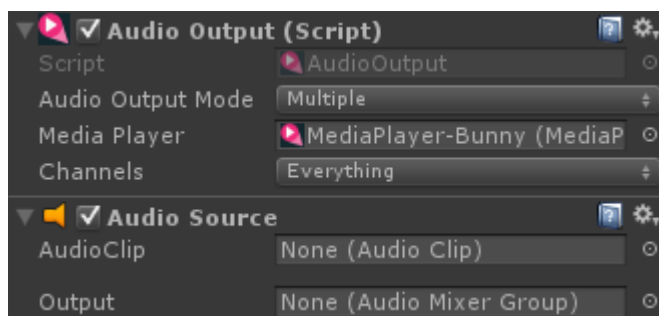 Audio Output (Script)
Script AudioOutput
Audio Output Mode Multiple
Media Player MediaPlayer-Bunny (MediaP
Channels Everything
Audio Source
AudioClip None (Audio Clip)
Output None (Audio Mixer Group)